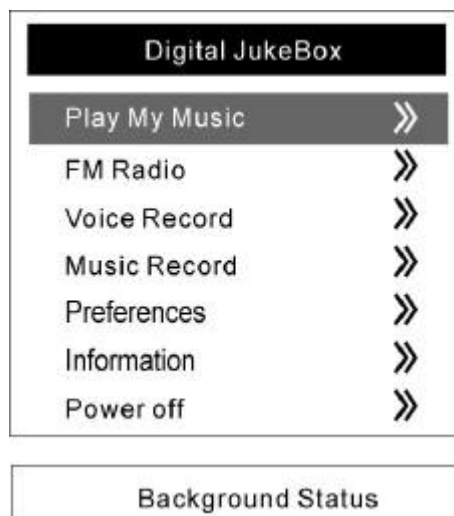 Digital JukeBox
Play My Music
FM Radio
Voice Record
Music Record
Preferences
Information
Power off
Background Status